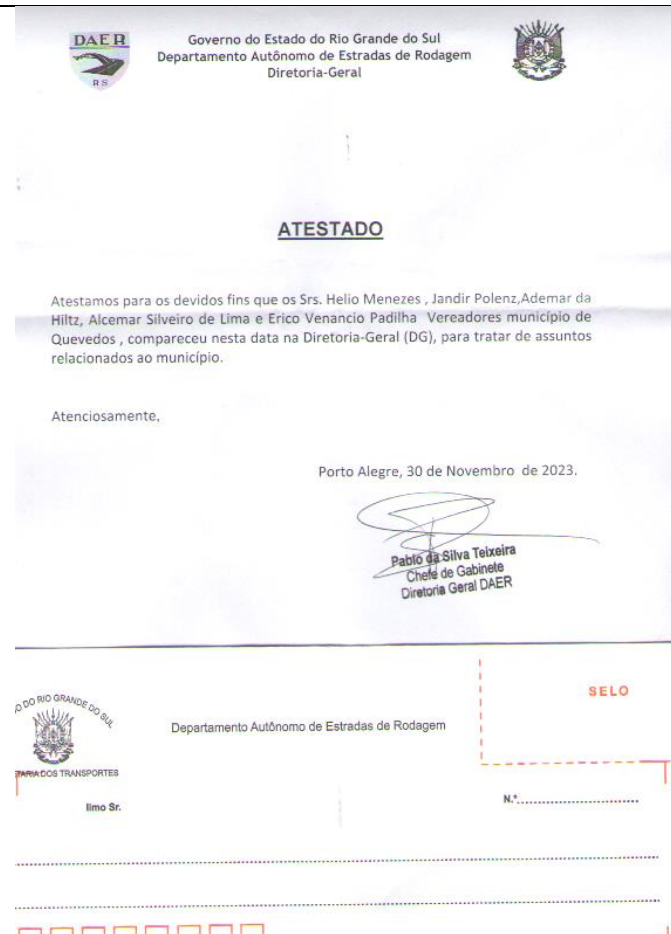 DAER
RS
Governo do Estado do Rio Grande do Sul
Departamento Autônomo de Estradas de Rodagem
Diretoria-Geral
ATESTADO
Atestamos para os devidos fins que os Srs. Helio Menezes , Jandir Polenz,Ademar da
Hiltz, Alcemar Silveiro de Lima e Erico Venancio Padilha Vereadores município de
Quevedos , compareceu nesta data na Diretoria-Geral (DG), para tratar de assuntos
relacionados ao município.
Atenciosamente,
Porto Alegre, 30 de Novembro de 2023.
Pablo da Silva Teixeira
Chefe de Gabinete
Diretoria Geral DAER
O DO RIO GRANDE DO SUL
TARIA DOS TRANSPORTES
Departamento Autônomo de Estradas de Rodagem
SELO
Ilmo Sr.
N.º